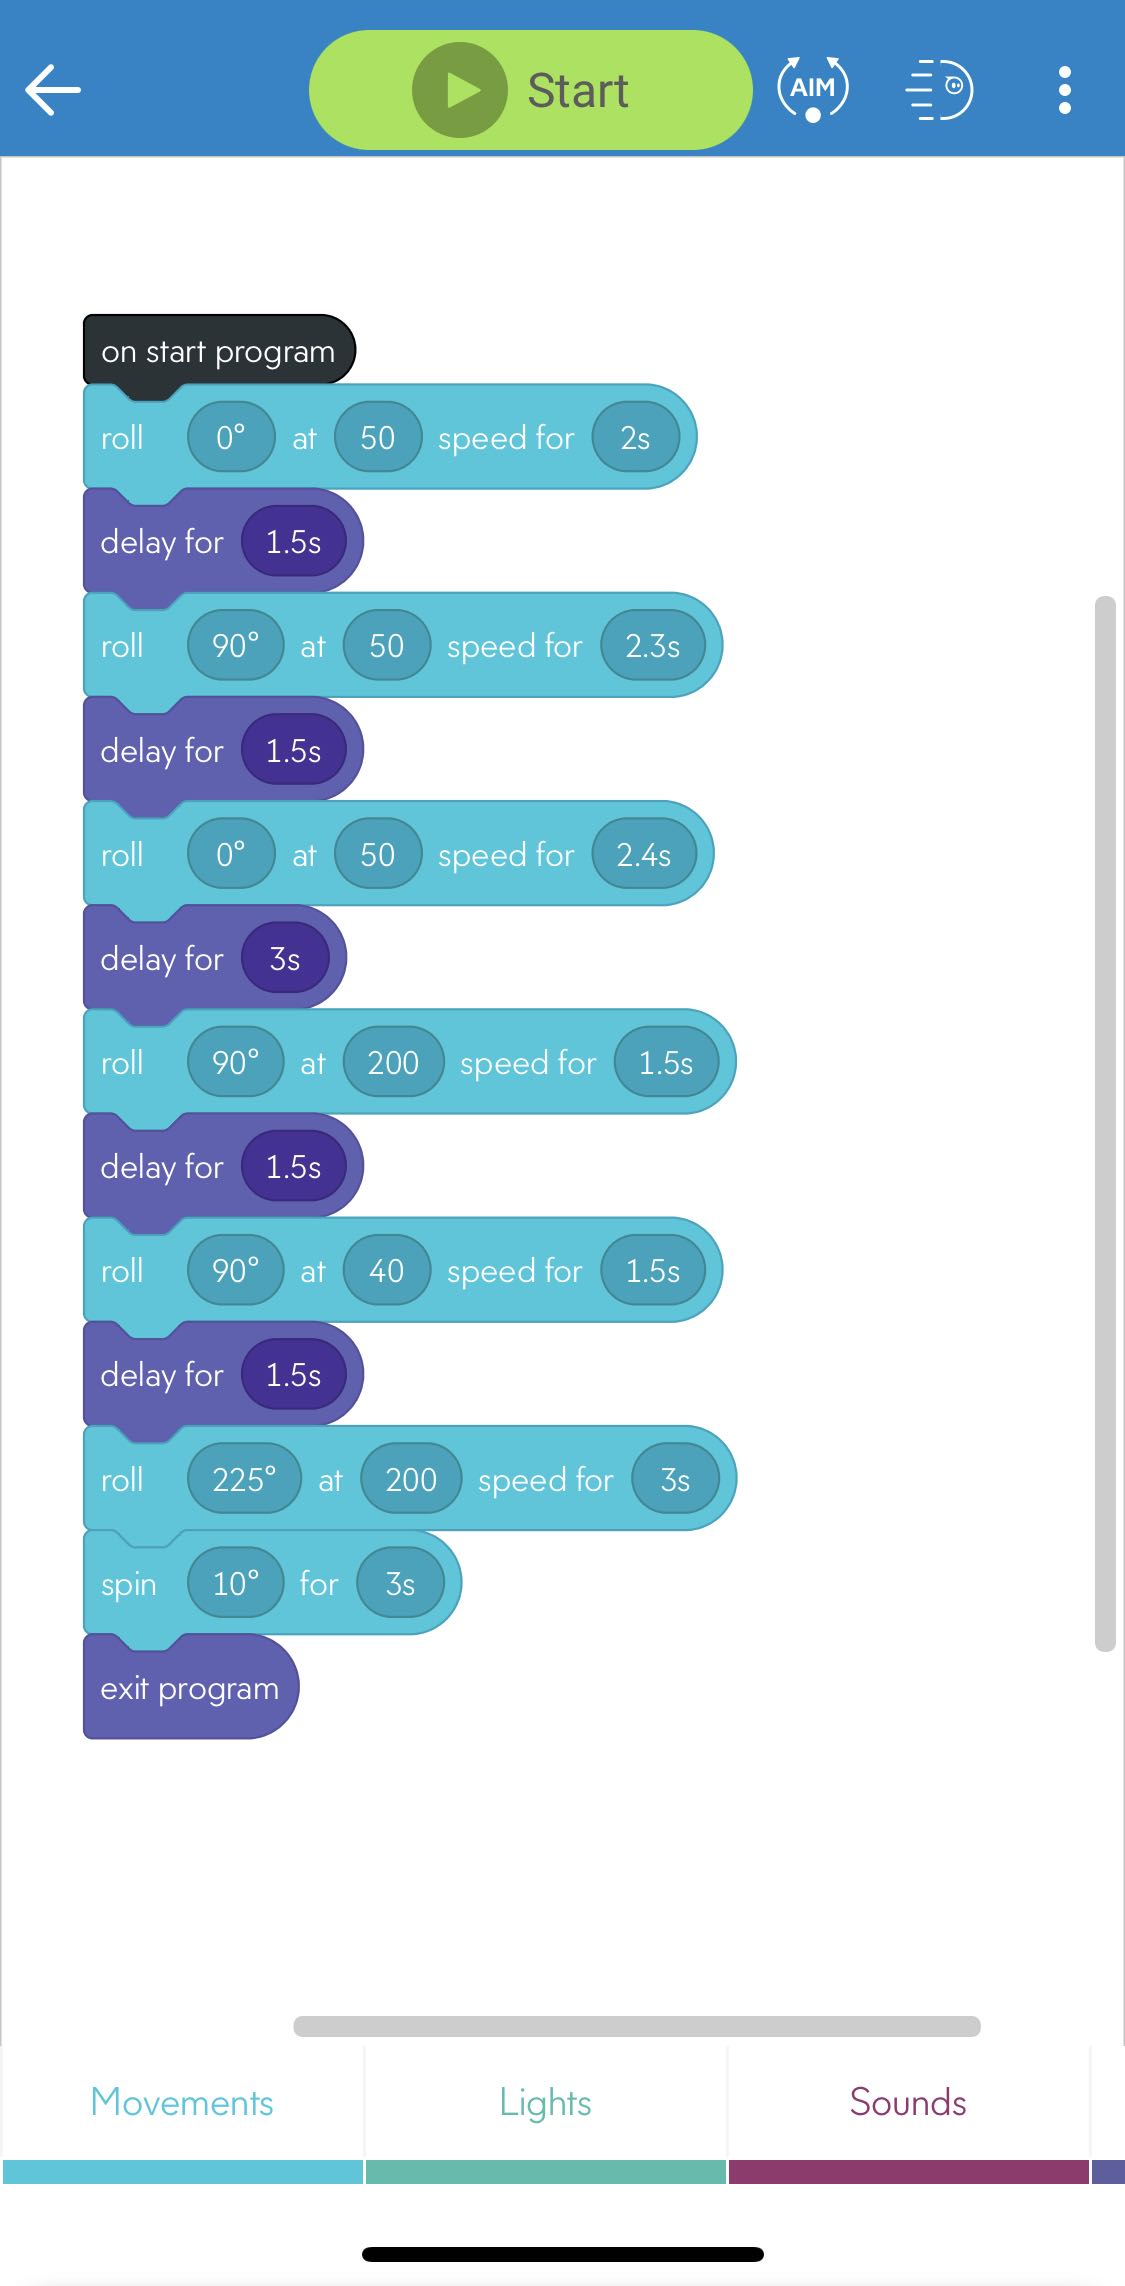 Start
AIM
on start program
roll 0° at 50 speed for 2s
delay for 1.5s
roll 90° at 50 speed for 2.3s
delay for 1.5s
roll 0° at 50 speed for 2.4s
delay for 3s
roll 90° at 200 speed for 1.5s
delay for 1.5s
roll 90° at 40 speed for 1.5s
delay for 1.5s
roll 225° at 200 speed for 3s
spin 10° for 3s
exit program
Movements Lights Sounds